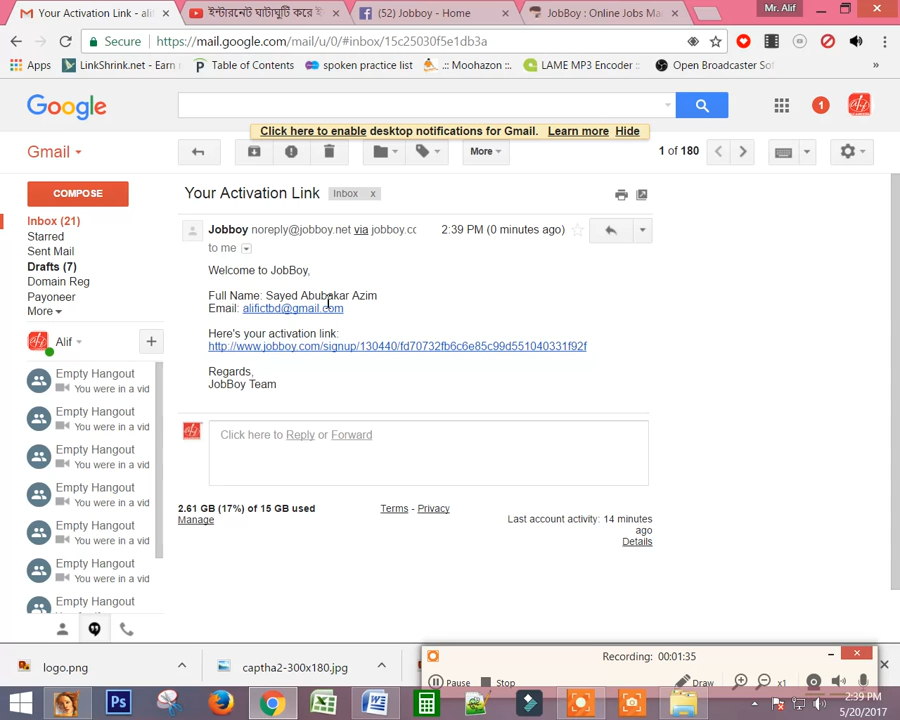 Your Activation Link - alif
ইন্টারনেট ঘাটাঘুটি করে ই
(52) Jobboy - Home
JobBoy : Online Jobs Ma
Mr. Alif
Secure
https://mail.google.com/mail/u/0/#inbox/15c25030f5e1db3a
Apps
LinkShrink.net - Earn
Table of Contents
spoken practice list
.:: Moohazon ::.
LAME MP3 Encoder ::
Open Broadcaster Sof
»
Google
1
Click here to enable desktop notifications for Gmail. Learn more Hide
Gmail
More
1 of 180
COMPOSE
Inbox (21)
Starred
Sent Mail
Drafts (7)
Domain Reg
Payoneer
More
Alif
Empty Hangout
You were in a vid
Empty Hangout
You were in a vid
Empty Hangout
You were in a vid
Empty Hangout
You were in a vid
Empty Hangout
You were in a vid
Empty Hangout
You were in a vid
Empty Hangout
Your Activation Link
Inbox x
Jobboy noreply@jobboy.net via jobboy.cc
2:39 PM (0 minutes ago)
to me
Welcome to JobBoy,
Full Name: Sayed Abubakar Azim
Email: alifictbd@gmail.com
Here's your activation link:
http://www.jobboy.com/signup/130440/fd70732fb6c6e85c99d551040331f92f
Regards,
JobBoy Team
Click here to Reply or Forward
2.61 GB (17%) of 15 GB used
Manage
Terms - Privacy
Last account activity: 14 minutes
ago
Details
logo.png
captha2-300x180.jpg
Recording: 00:01:35
Pause
Stop
Draw
x1
2:39 PM
5/20/2017